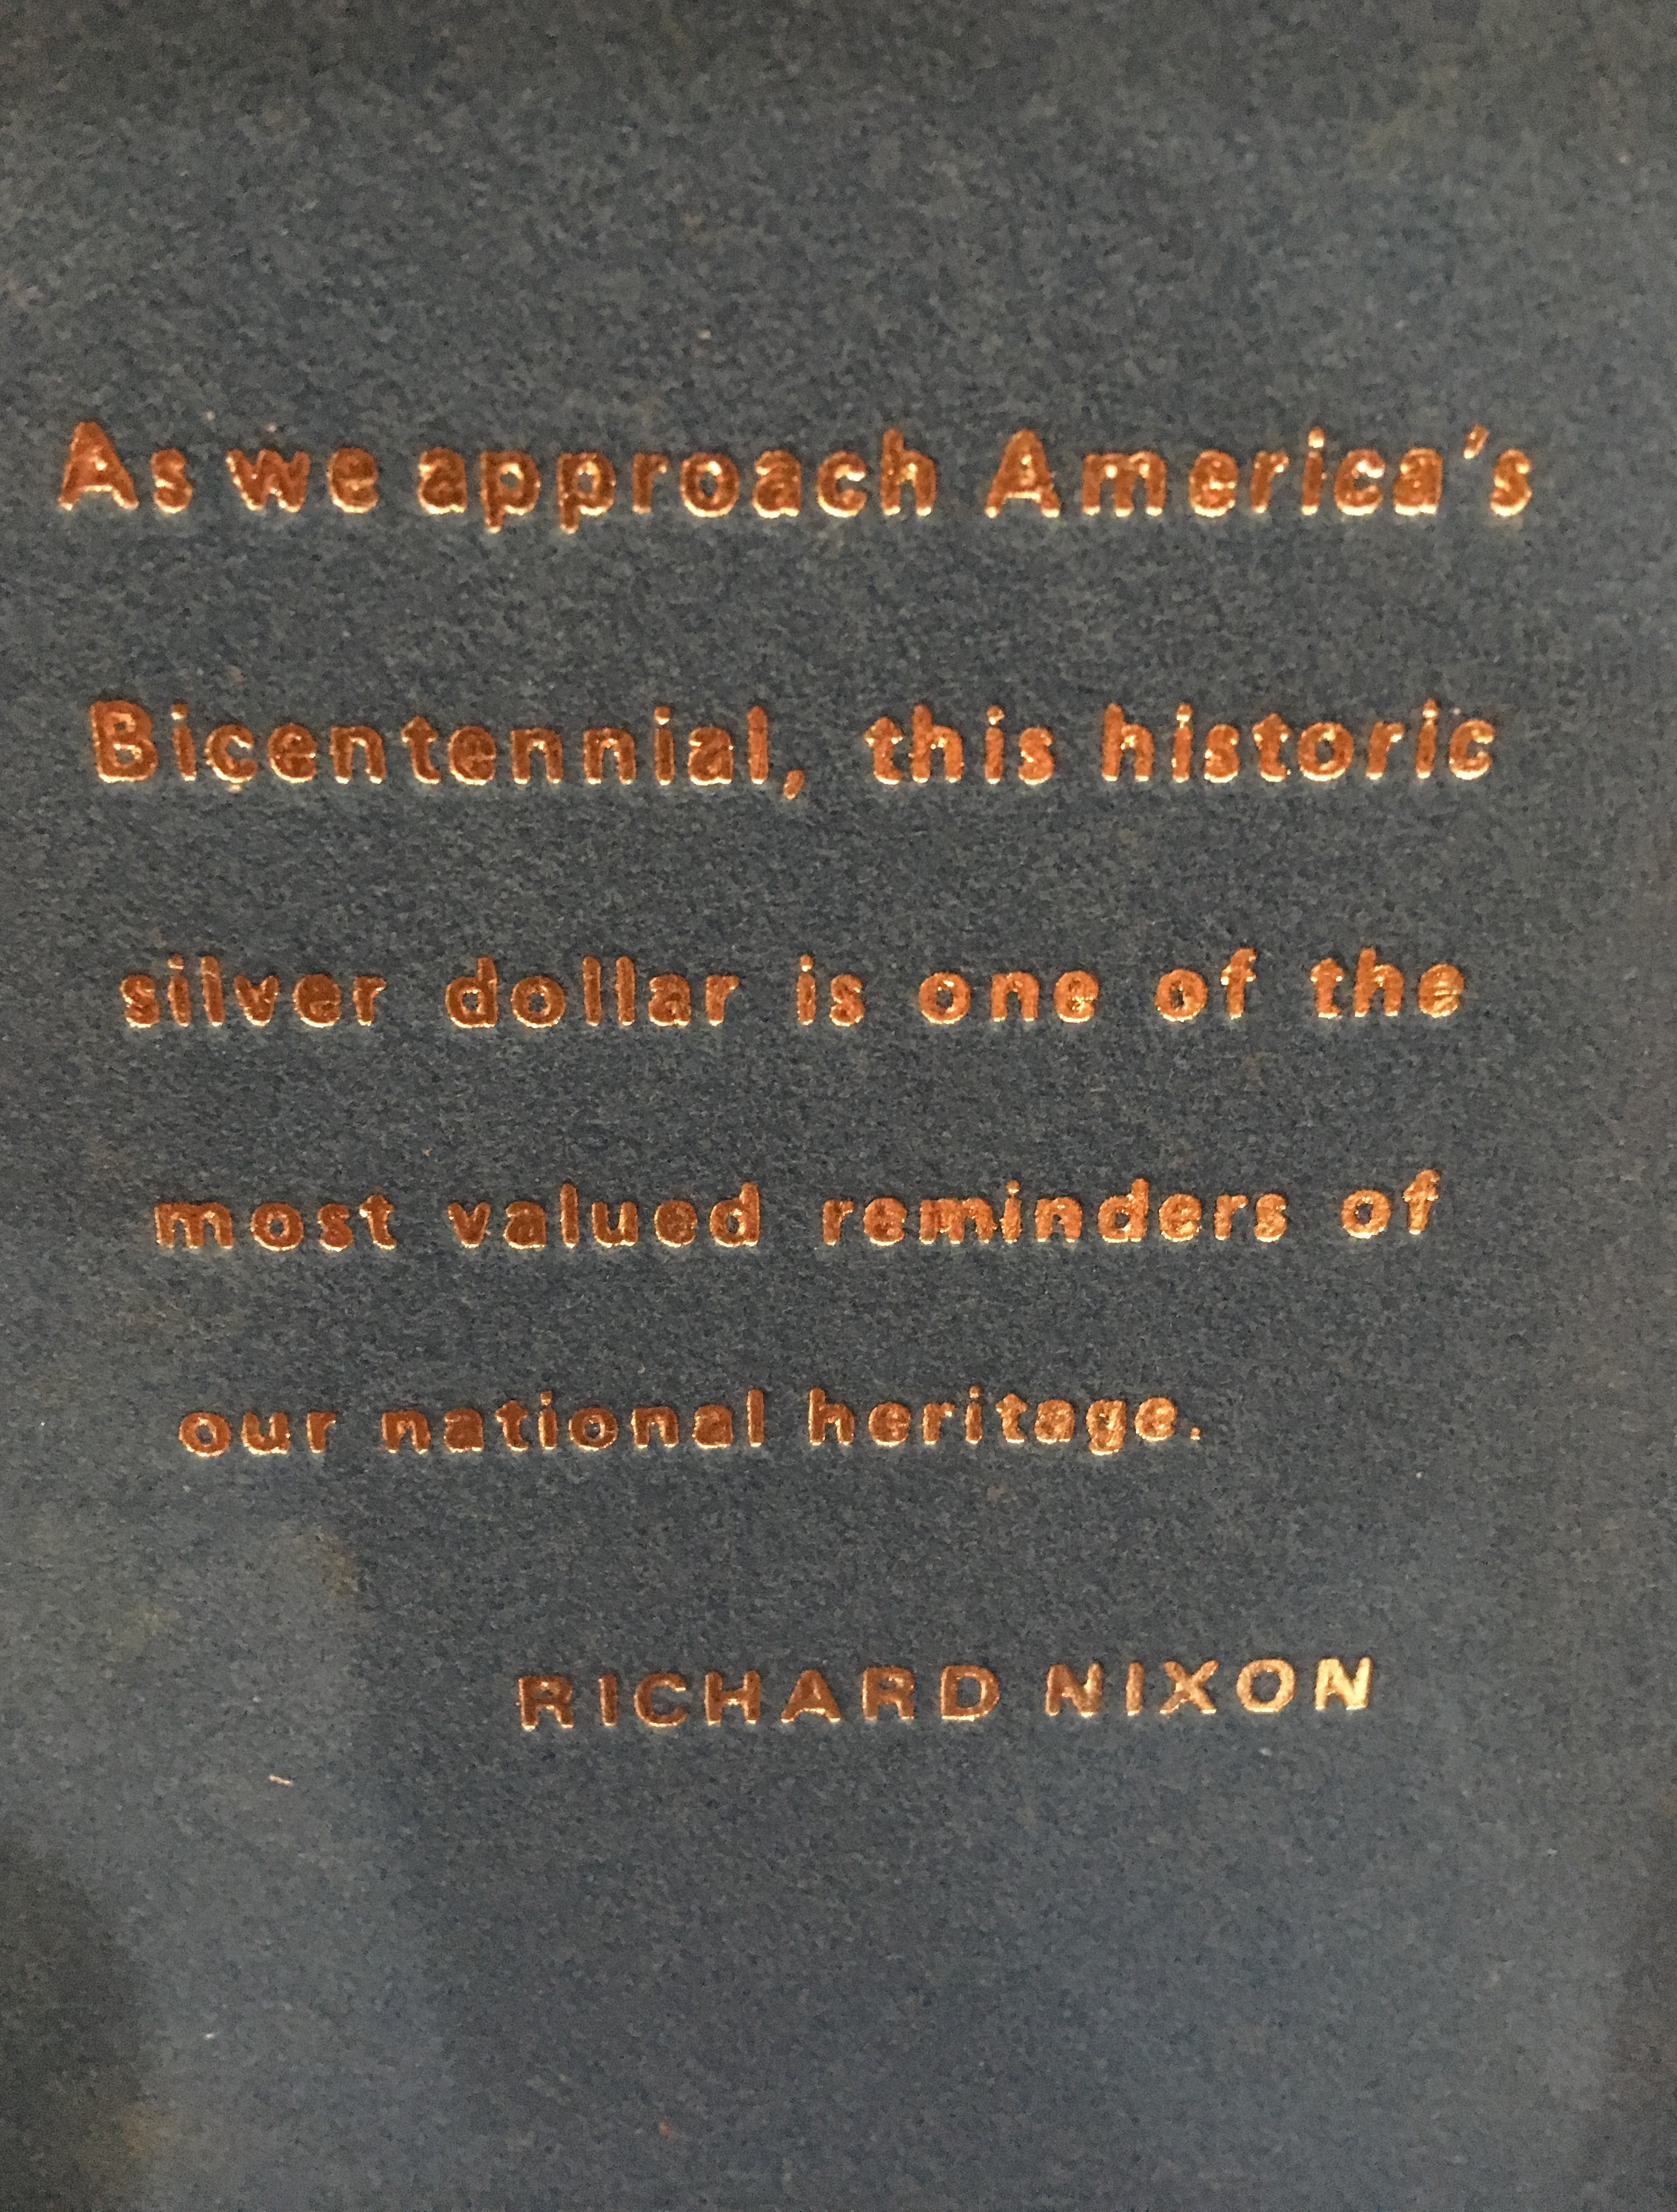 As we approach America's
Bicentennial, this historic
silver dollar is one of the
most valued reminders of
our national heritage.
RICHARD NIXON